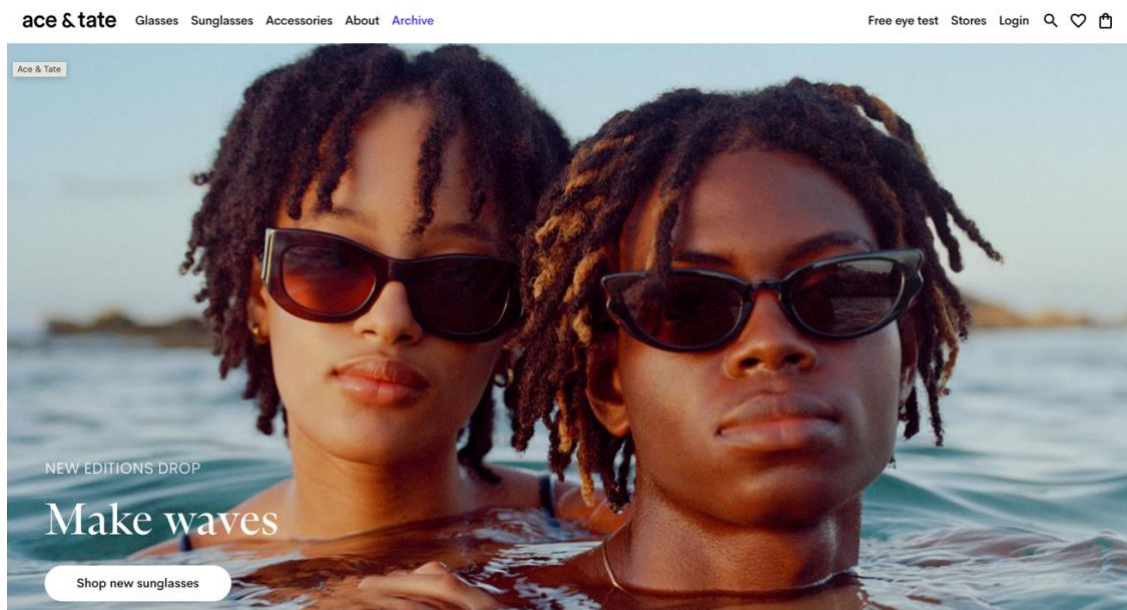 ace & tate Glasses Sunglasses Accessories About Archive Free eye test Stores Login
Ace & Tate
NEW EDITIONS DROP
Make waves
Shop new sunglasses